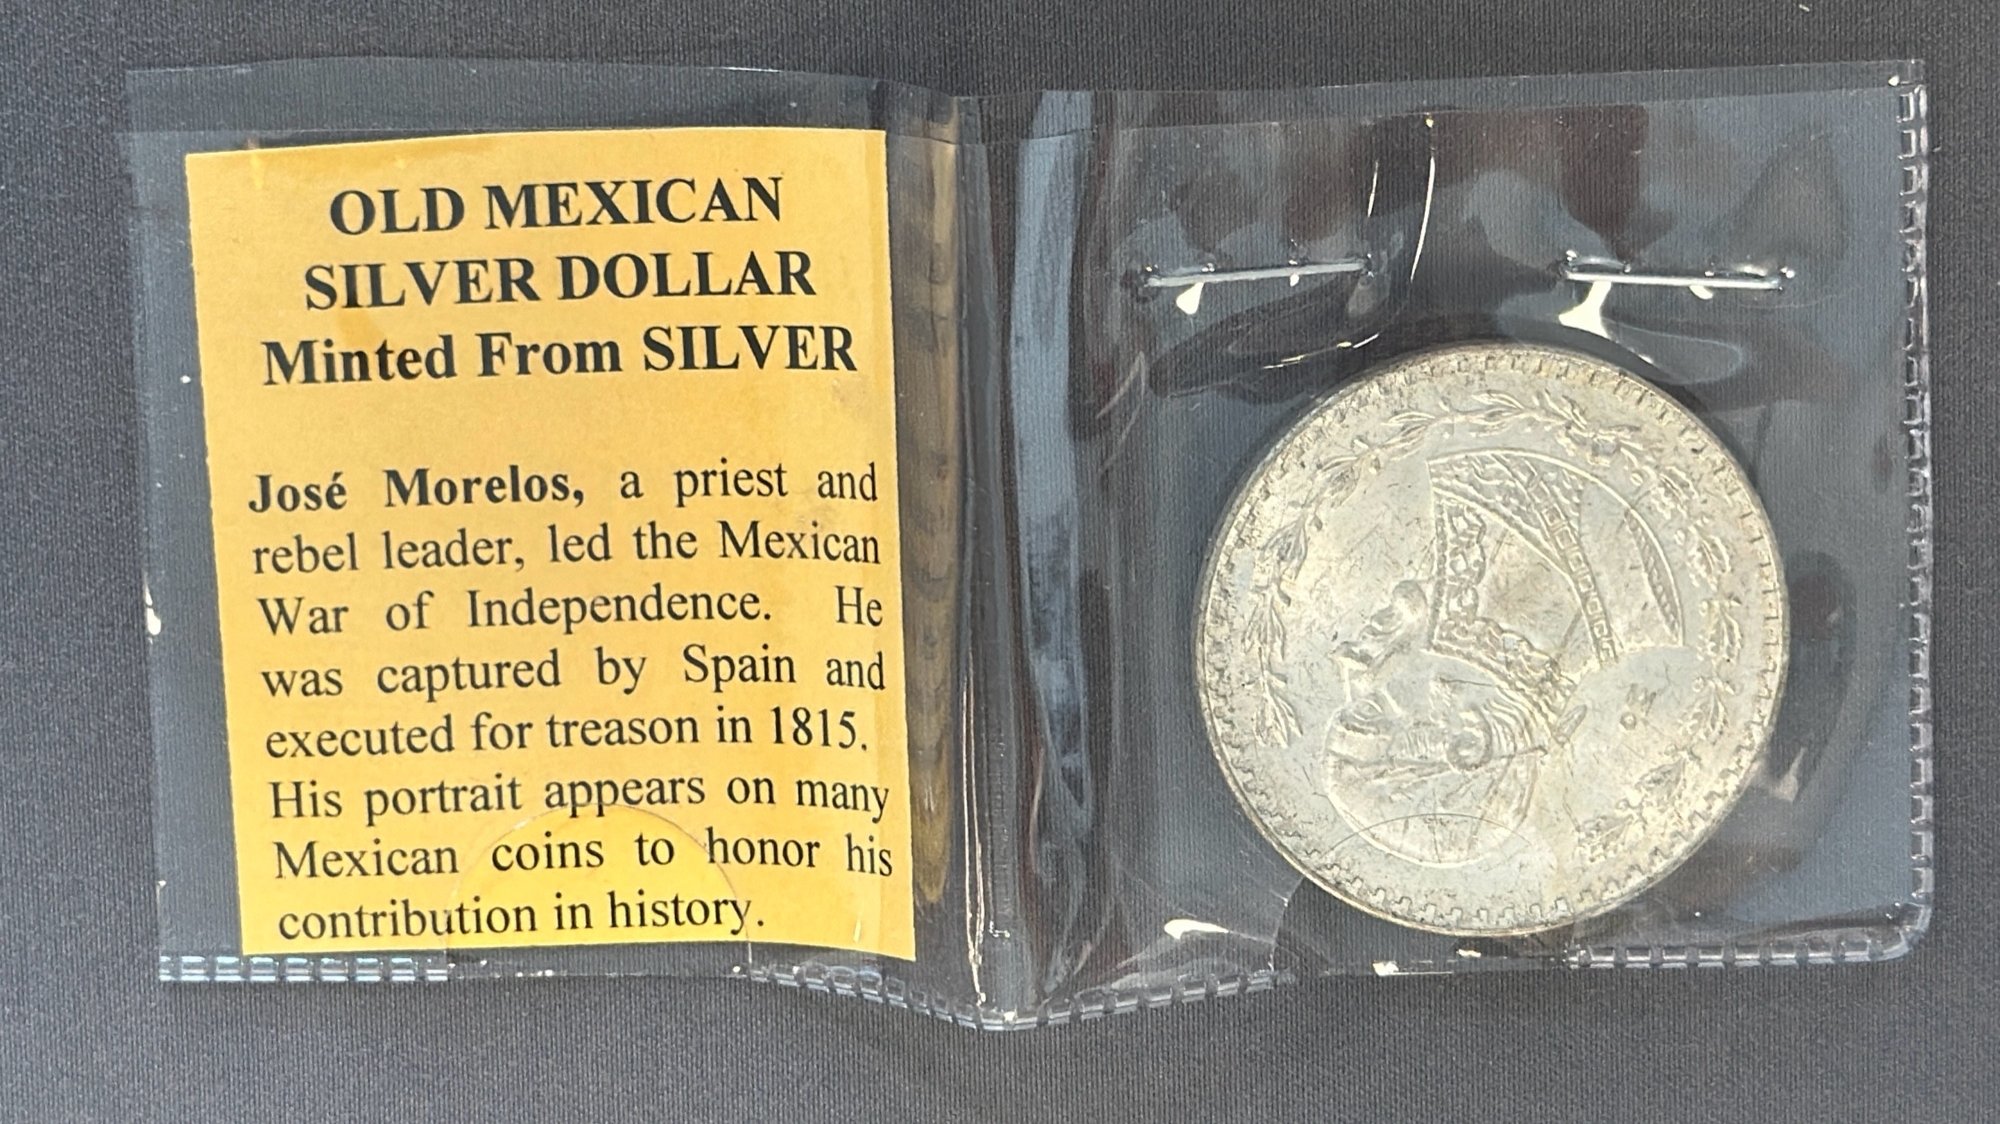 OLD MEXICAN
SILVER DOLLAR
Minted From SILVER
José Morelos, a priest and
rebel leader, led the Mexican
War of Independence. He
was captured by Spain and
executed for treason in 1815.
His portrait appears on many
Mexican coins to honor his
contribution in history.